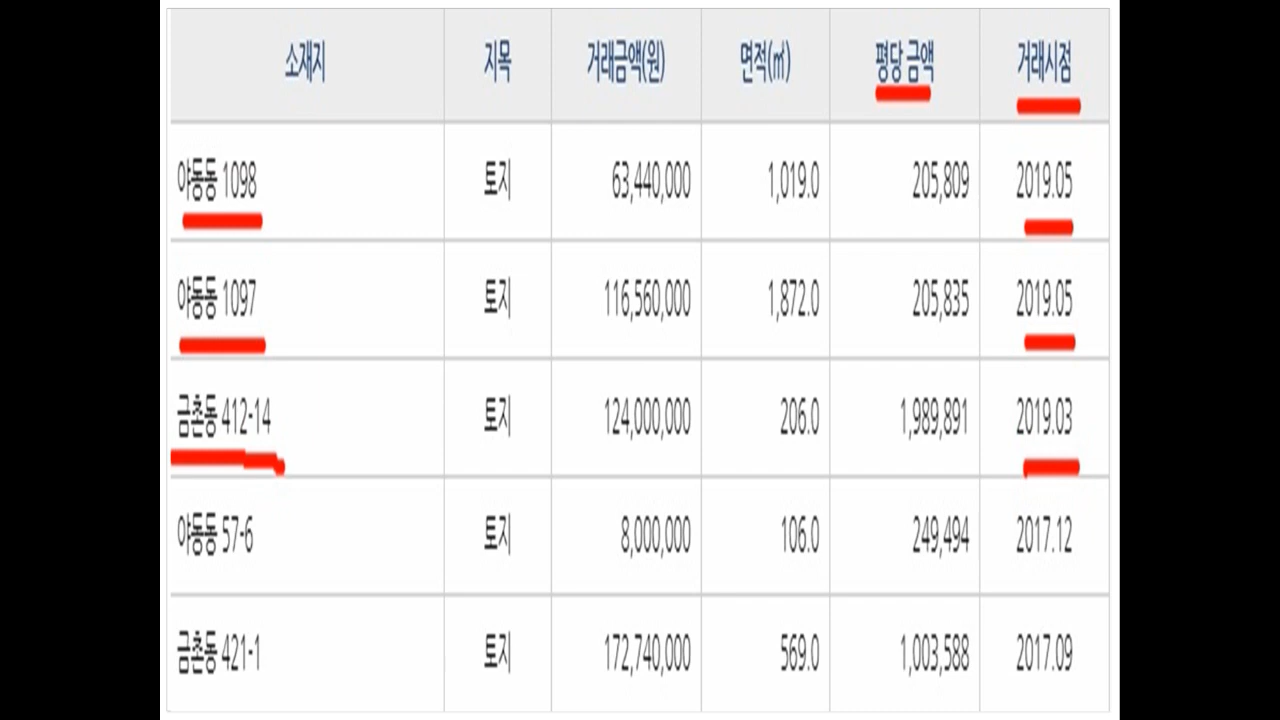 소재지 지목 거래금액(원) 면적(㎡) 평당 금액 거래시점
야동동 1098 토지 63,440,000 1,019.0 205,809 2019.05
야동동 1097 토지 116,560,000 1,872.0 205,835 2019.05
금촌동 412-14 토지 124,000,000 206.0 1,989,891 2019.03
야동동 57-6 토지 8,000,000 106.0 249,494 2017.12
금촌동 421-1 토지 172,740,000 569.0 1,003,588 2017.09